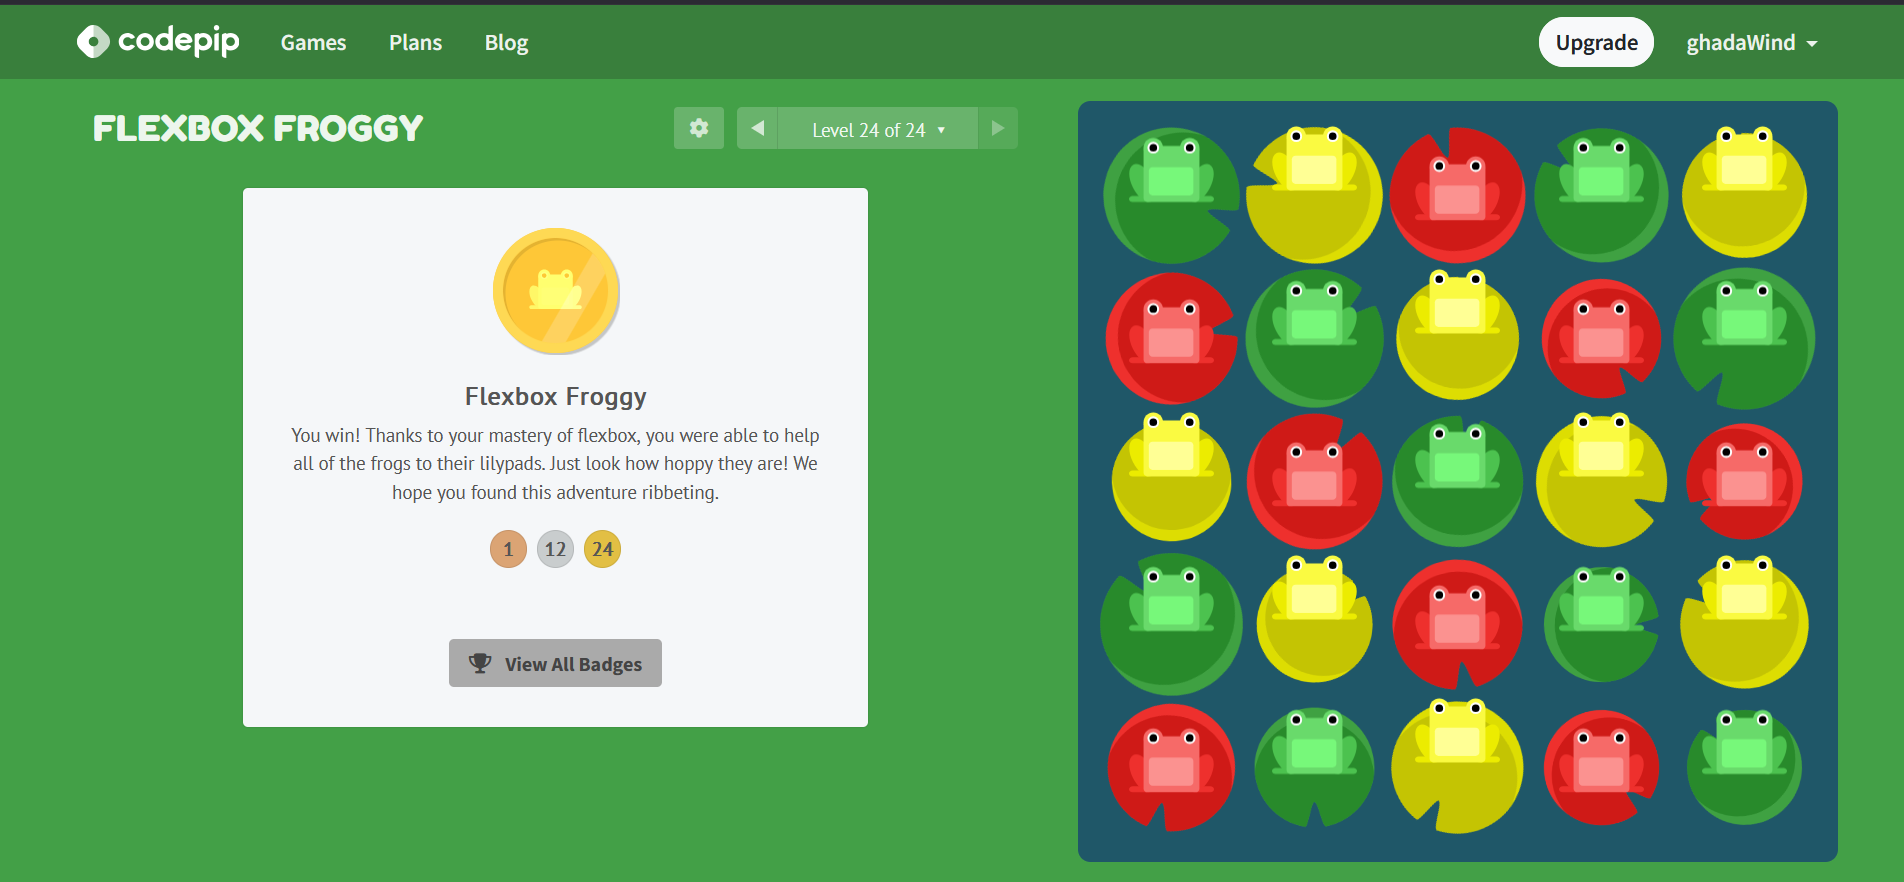 codepip Games Plans Blog Upgrade ghadaWind
FLEXBOX FROGGY
Level 24 of 24
Flexbox Froggy
You win! Thanks to your mastery of flexbox, you were able to help
all of the frogs to their lilypads. Just look how hoppy they are! We
hope you found this adventure ribbeting.
1 12 24
View All Badges